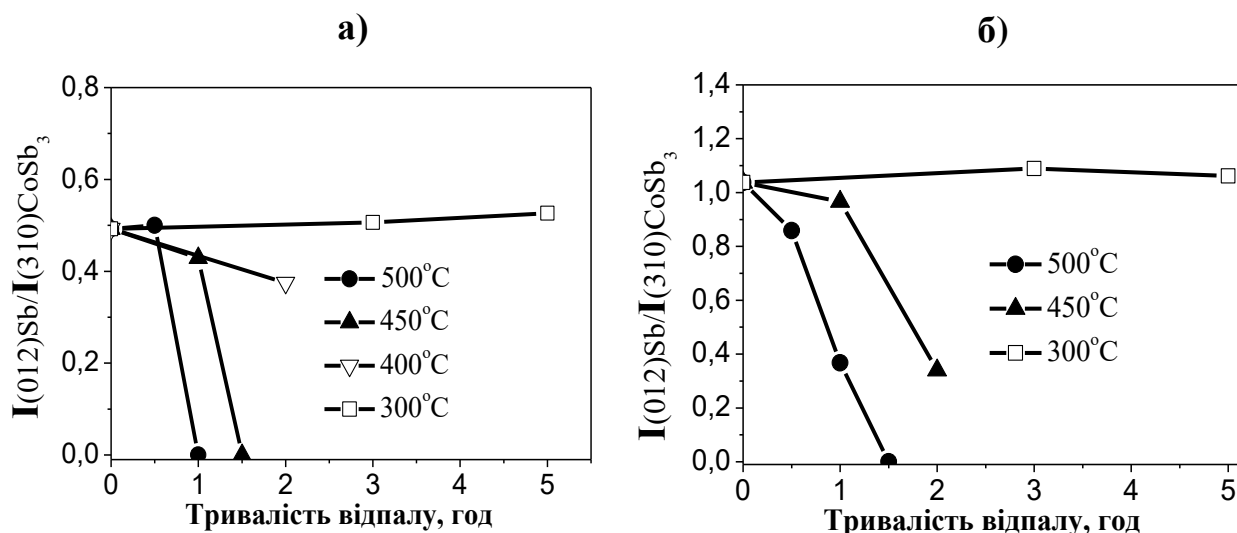 а)
0,8
0,6
0,4
0,2
0,0
0 1 2 3 4 5
I(012)Sb/I(310)CoSb₃
500°C
450°C
400°C
300°C
Тривалість відпалу, год
б)
1,4
1,2
1,0
0,8
0,6
0,4
0,2
0,0
0 1 2 3 4 5
I(012)Sb/I(310)CoSb₃
500°C
450°C
300°C
Тривалість відпалу, год